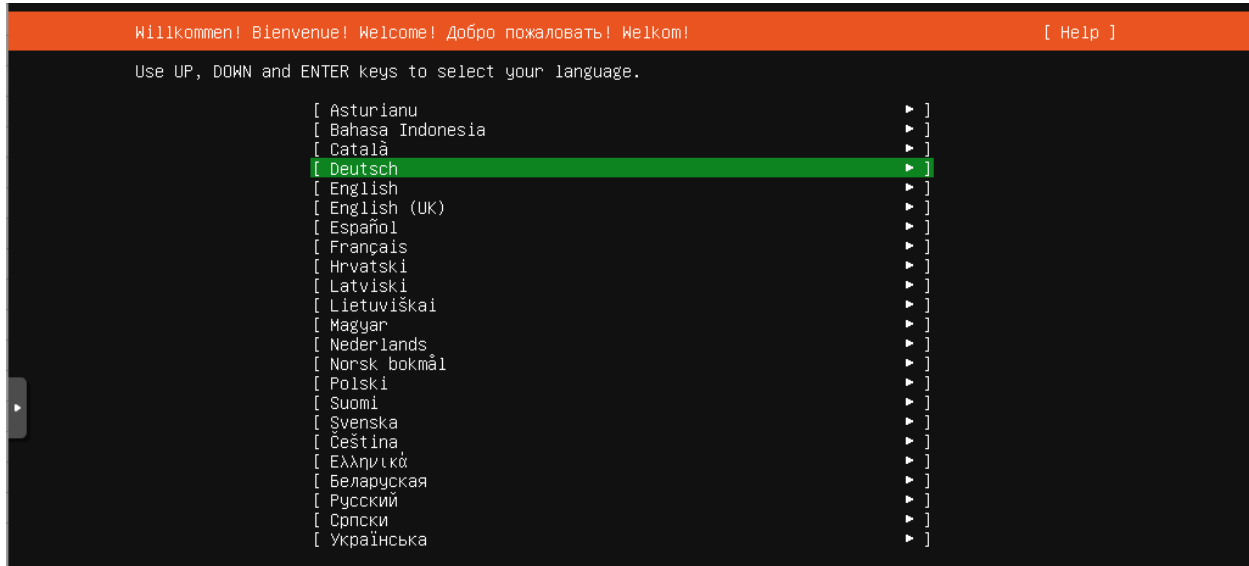 Willkommen! Bienvenue! Welcome! Добро пожаловать! Welkom! [ Help ]
Use UP, DOWN and ENTER keys to select your language.
[ Asturianu ► ]
[ Bahasa Indonesia ► ]
[ Català ► ]
[ Deutsch ► ]
[ English ► ]
[ English (UK) ► ]
[ Español ► ]
[ Français ► ]
[ Hrvatski ► ]
[ Latviski ► ]
[ Lietuviškai ► ]
[ Magyar ► ]
[ Nederlands ► ]
[ Norsk bokmål ► ]
[ Polski ► ]
[ Suomi ► ]
[ Svenska ► ]
[ Čeština ► ]
[ Ελληνικά ► ]
[ Беларуская ► ]
[ Русский ► ]
[ Српски ► ]
[ Українська ► ]